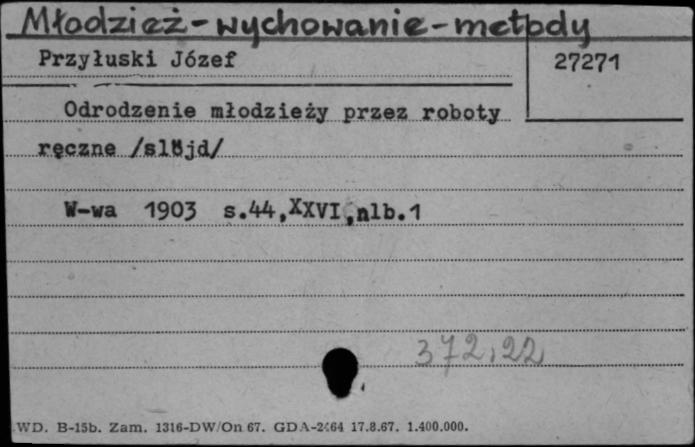 Młodzież-wychowanie-metody
Przyłuski Józef
27271
Odrodzenie młodzieży przez roboty
ręczne /slöjd/
W-wa 1903 s.44,XXVI,nlb.1
372,22
WD. B-15b. Zam. 1316-DW/On 67. GDA-2464 17.8.67. 1.400.000.